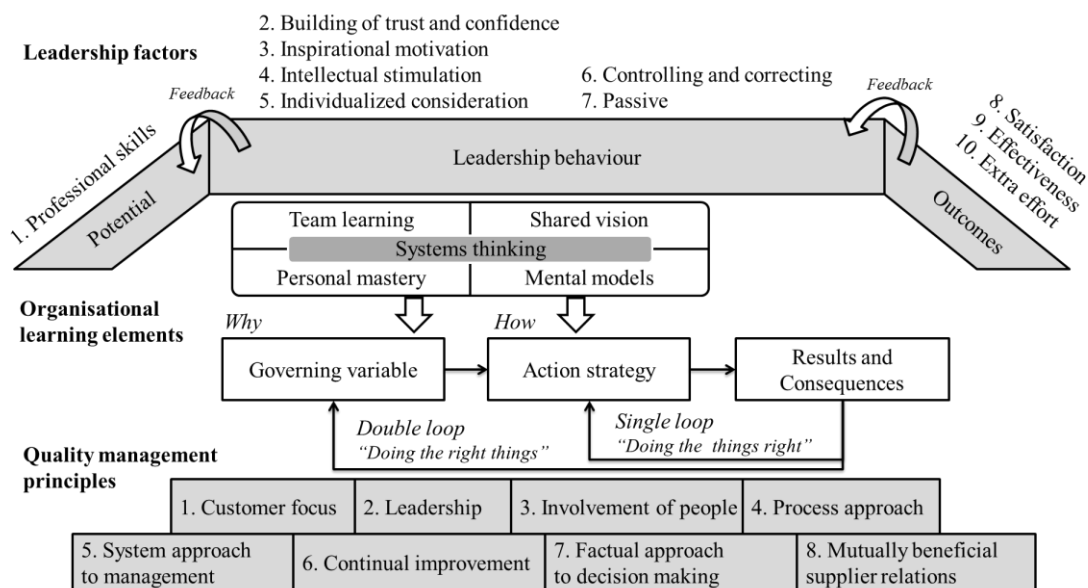 Leadership factors
2. Building of trust and confidence
3. Inspirational motivation
4. Intellectual stimulation
5. Individualized consideration
6. Controlling and correcting
7. Passive
Feedback
Feedback
1. Professional skills
Potential
Leadership behaviour
8. Satisfaction
9. Effectiveness
10. Extra effort
Outcomes
Team learning
Shared vision
Systems thinking
Personal mastery
Mental models
Organisational
learning elements
Why
How
Governing variable
Action strategy
Results and
Consequences
Double loop
“Doing the right things”
Single loop
“Doing the things right”
Quality management
principles
1. Customer focus
2. Leadership
3. Involvement of people
4. Process approach
5. System approach
to management
6. Continual improvement
7. Factual approach
to decision making
8. Mutually beneficial
supplier relations